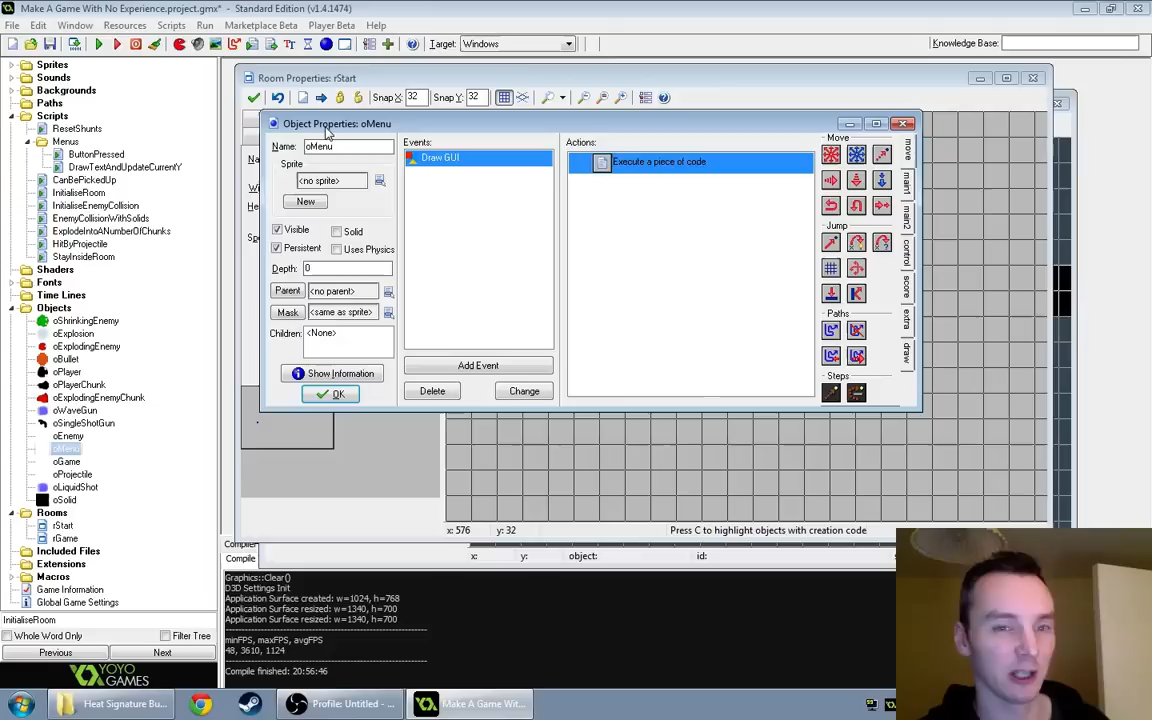 Make A Game With No Experience.project.gmx* - Standard Edition (v1.4.1474)
File Edit Window Resources Scripts Run Marketplace Beta Player Beta Help
Target: Windows
Knowledge Base:
Sprites
Sounds
Backgrounds
Paths
Scripts
ResetShunts
Menus
ButtonPressed
DrawTextAndUpdateCurrentY
CanBePickedUp
InitialiseRoom
InitialiseEnemyCollision
EnemyCollisionWithSolids
ExplodeIntoANumberOfChunks
HitByProjectile
StayInsideRoom
Shaders
Fonts
Time Lines
Objects
oShrinkingEnemy
oExplosion
oExplodingEnemy
oBullet
oPlayer
oPlayerChunk
oExplodingEnemyChunk
oWaveGun
oSingleShotGun
oEnemy
oMenu
oGame
oProjectile
oLiquidShot
oSolid
Rooms
rStart
rGame
Included Files
Extensions
Macros
Game Information
Global Game Settings
InitialiseRoom
Whole Word Only Filter Tree
Previous Next
YOYO
GAMES
Room Properties: rStart
Snap X: 32 Snap Y: 32
Object Properties: oMenu
Name: oMenu
Sprite
<no sprite>
New
Visible Solid
Persistent Uses Physics
Depth: 0
Parent <no parent>
Mask <same as sprite>
Children: <None>
Show Information
OK
Events:
Draw GUI
Add Event
Delete Change
Actions:
Execute a piece of code
Move
Jump
Paths
Steps
move
main1
main2
control
score
extra
draw
x: 576 y: 32 Press C to highlight objects with creation code
x: y: object: id:
Compile
Graphics::Clear()
D3D Settings Init
Application Surface created: w=1024, h=768
Application Surface resized: w=1340, h=700
Application Surface resized: w=1340, h=700
minFPS, maxFPS, avgFPS
48, 3610, 1124
Compile finished: 20:56:46
Heat Signature Bu...
Profile: Untitled - ...
Make A Game Wit...